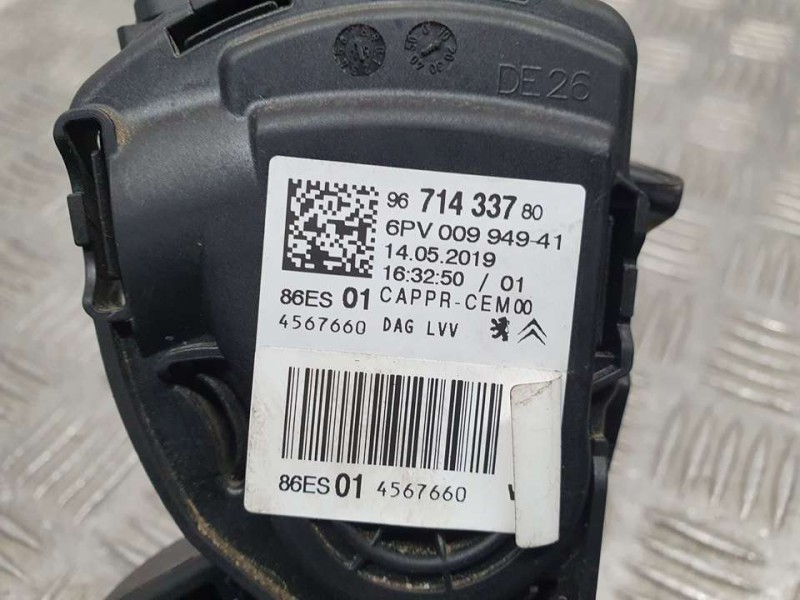 DE26
96 714 337 80
6PV 009 949-41
14.05.2019
16:32:50 / 01
86ES 01 CAPPR-CEM00
4567660 DAG LVV
86ES 01 4567660